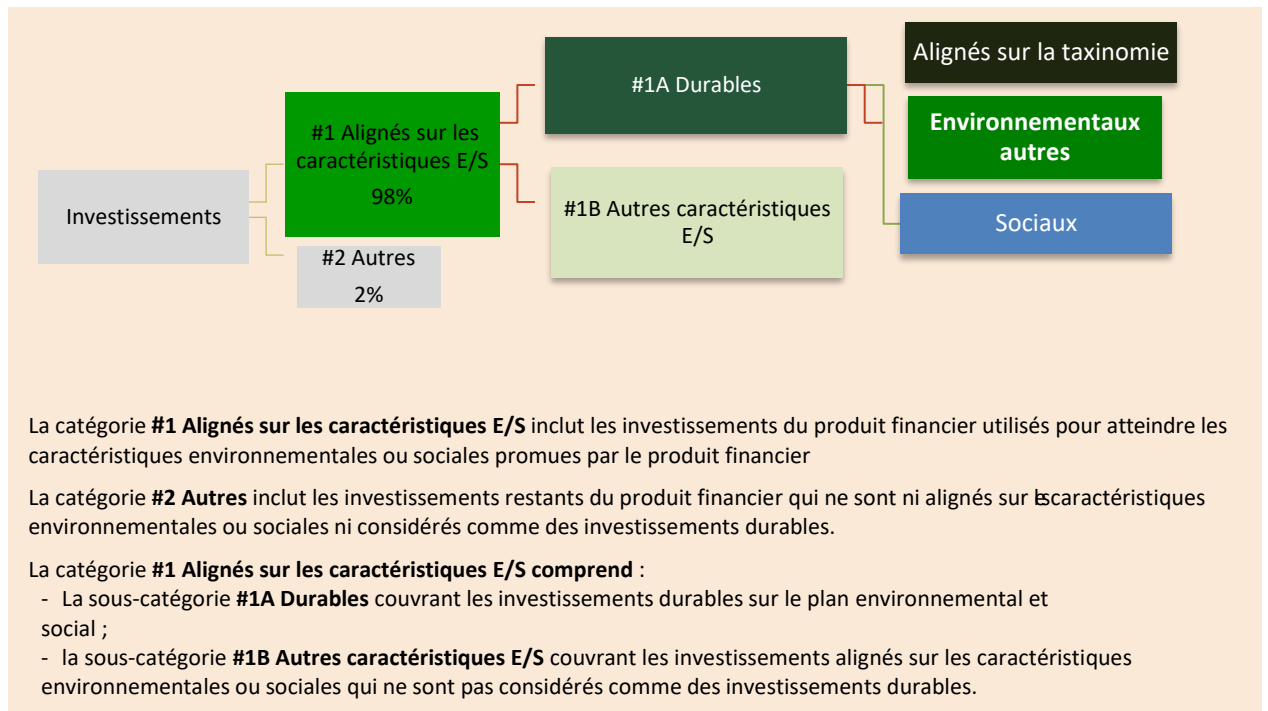 Investissements
#1 Alignés sur les
caractéristiques E/S
98%
#2 Autres
2%
#1A Durables
#1B Autres caractéristiques
E/S
Alignés sur la taxinomie
Environnementaux
autres
Sociaux
La catégorie #1 Alignés sur les caractéristiques E/S inclut les investissements du produit financier utilisés pour atteindre les
caractéristiques environnementales ou sociales promues par le produit financier
La catégorie #2 Autres inclut les investissements restants du produit financier qui ne sont ni alignés sur les caractéristiques
environnementales ou sociales ni considérés comme des investissements durables.
La catégorie #1 Alignés sur les caractéristiques E/S comprend :
- La sous-catégorie #1A Durables couvrant les investissements durables sur le plan environnemental et
social ;
- la sous-catégorie #1B Autres caractéristiques E/S couvrant les investissements alignés sur les caractéristiques
environnementales ou sociales qui ne sont pas considérés comme des investissements durables.